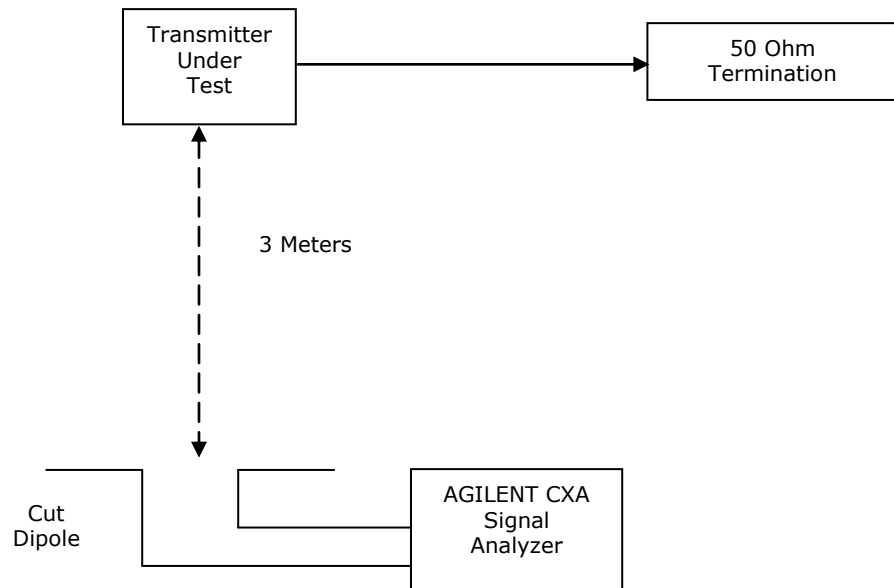 Transmitter
Under
Test
50 Ohm
Termination
3 Meters
Cut
Dipole
AGILENT CXA
Signal
Analyzer